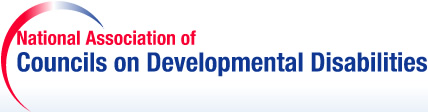 National Association of
Councils on Developmental Disabilities